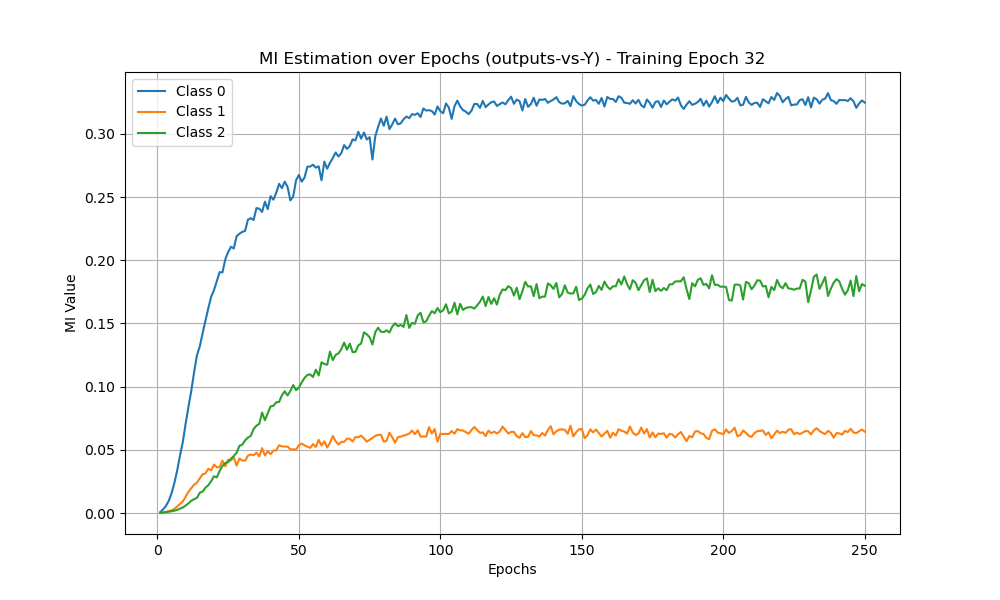 MI Estimation over Epochs (outputs-vs-Y) - Training Epoch 32
Class 0
Class 1
Class 2
0.30
0.25
0.20
0.15
0.10
0.05
0.00
MI Value
0 50 100 150 200 250
Epochs